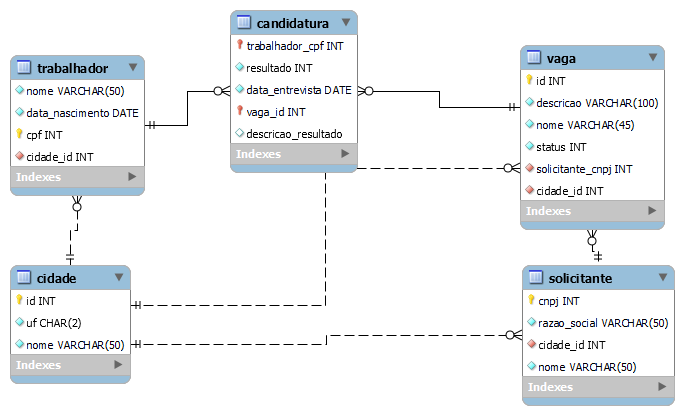 candidatura
trabalhador_cpf INT
resultado INT
data_entrevista DATE
vaga_id INT
descricao_resultado
Indexes
trabalhador
nome VARCHAR(50)
data_nascimento DATE
cpf INT
cidade_id INT
Indexes
vaga
id INT
descricao VARCHAR(100)
nome VARCHAR(45)
status INT
solicitante_cnpj INT
cidade_id INT
Indexes
cidade
id INT
uf CHAR(2)
nome VARCHAR(50)
Indexes
solicitante
cnpj INT
razao_social VARCHAR(50)
cidade_id INT
nome VARCHAR(50)
Indexes